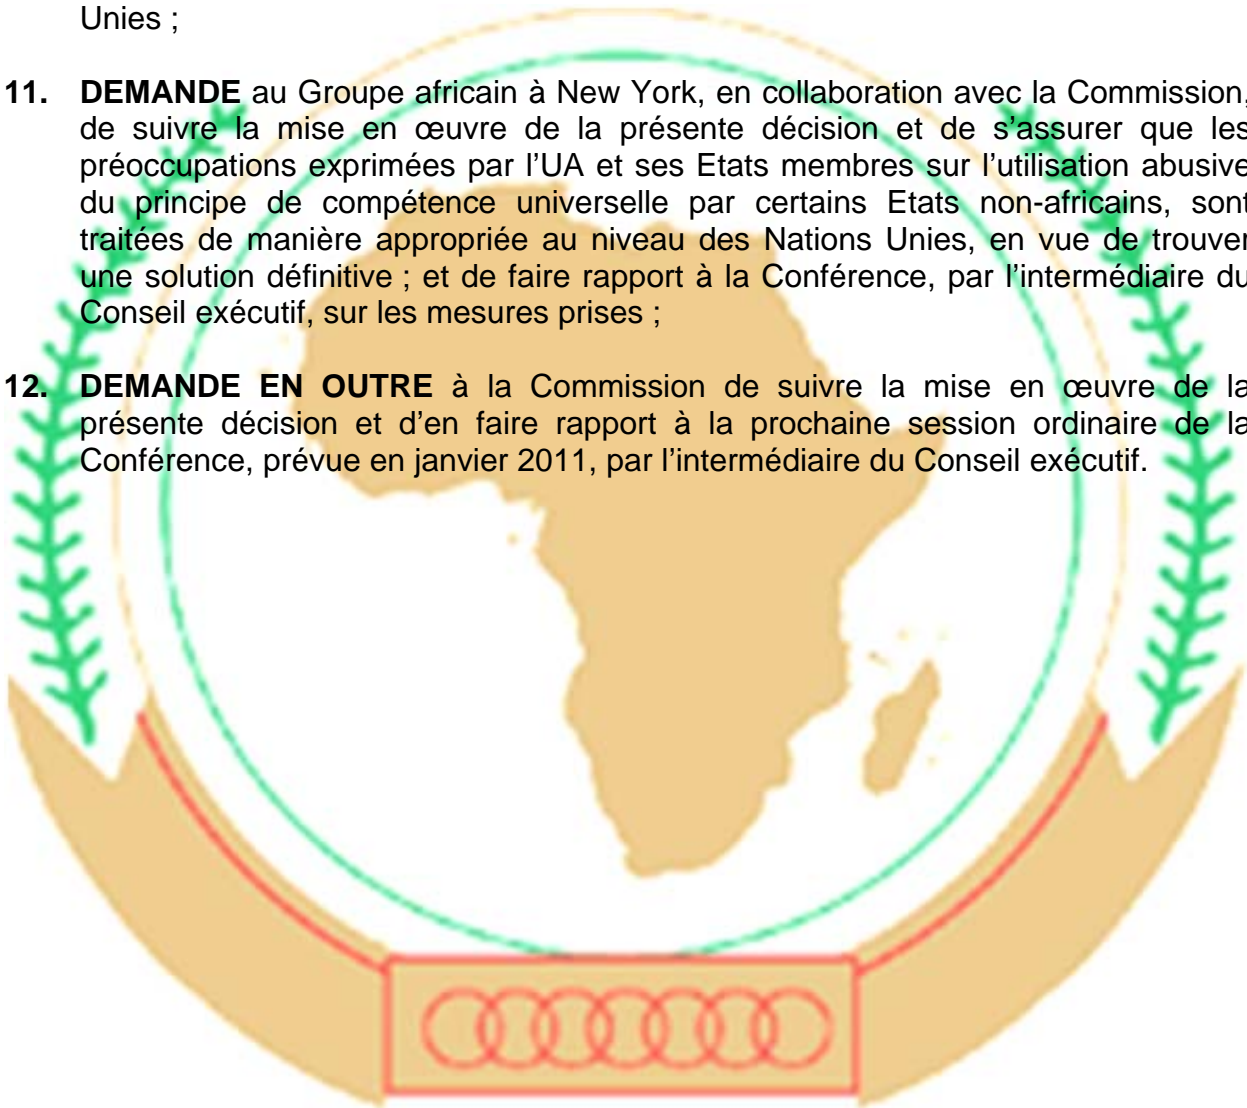 Unies ;
11. DEMANDE au Groupe africain à New York, en collaboration avec la Commission,
de suivre la mise en œuvre de la présente décision et de s’assurer que les
préoccupations exprimées par l’UA et ses Etats membres sur l’utilisation abusive
du principe de compétence universelle par certains Etats non-africains, sont
traitées de manière appropriée au niveau des Nations Unies, en vue de trouver
une solution définitive ; et de faire rapport à la Conférence, par l’intermédiaire du
Conseil exécutif, sur les mesures prises ;
12. DEMANDE EN OUTRE à la Commission de suivre la mise en œuvre de la
présente décision et d’en faire rapport à la prochaine session ordinaire de la
Conférence, prévue en janvier 2011, par l’intermédiaire du Conseil exécutif.